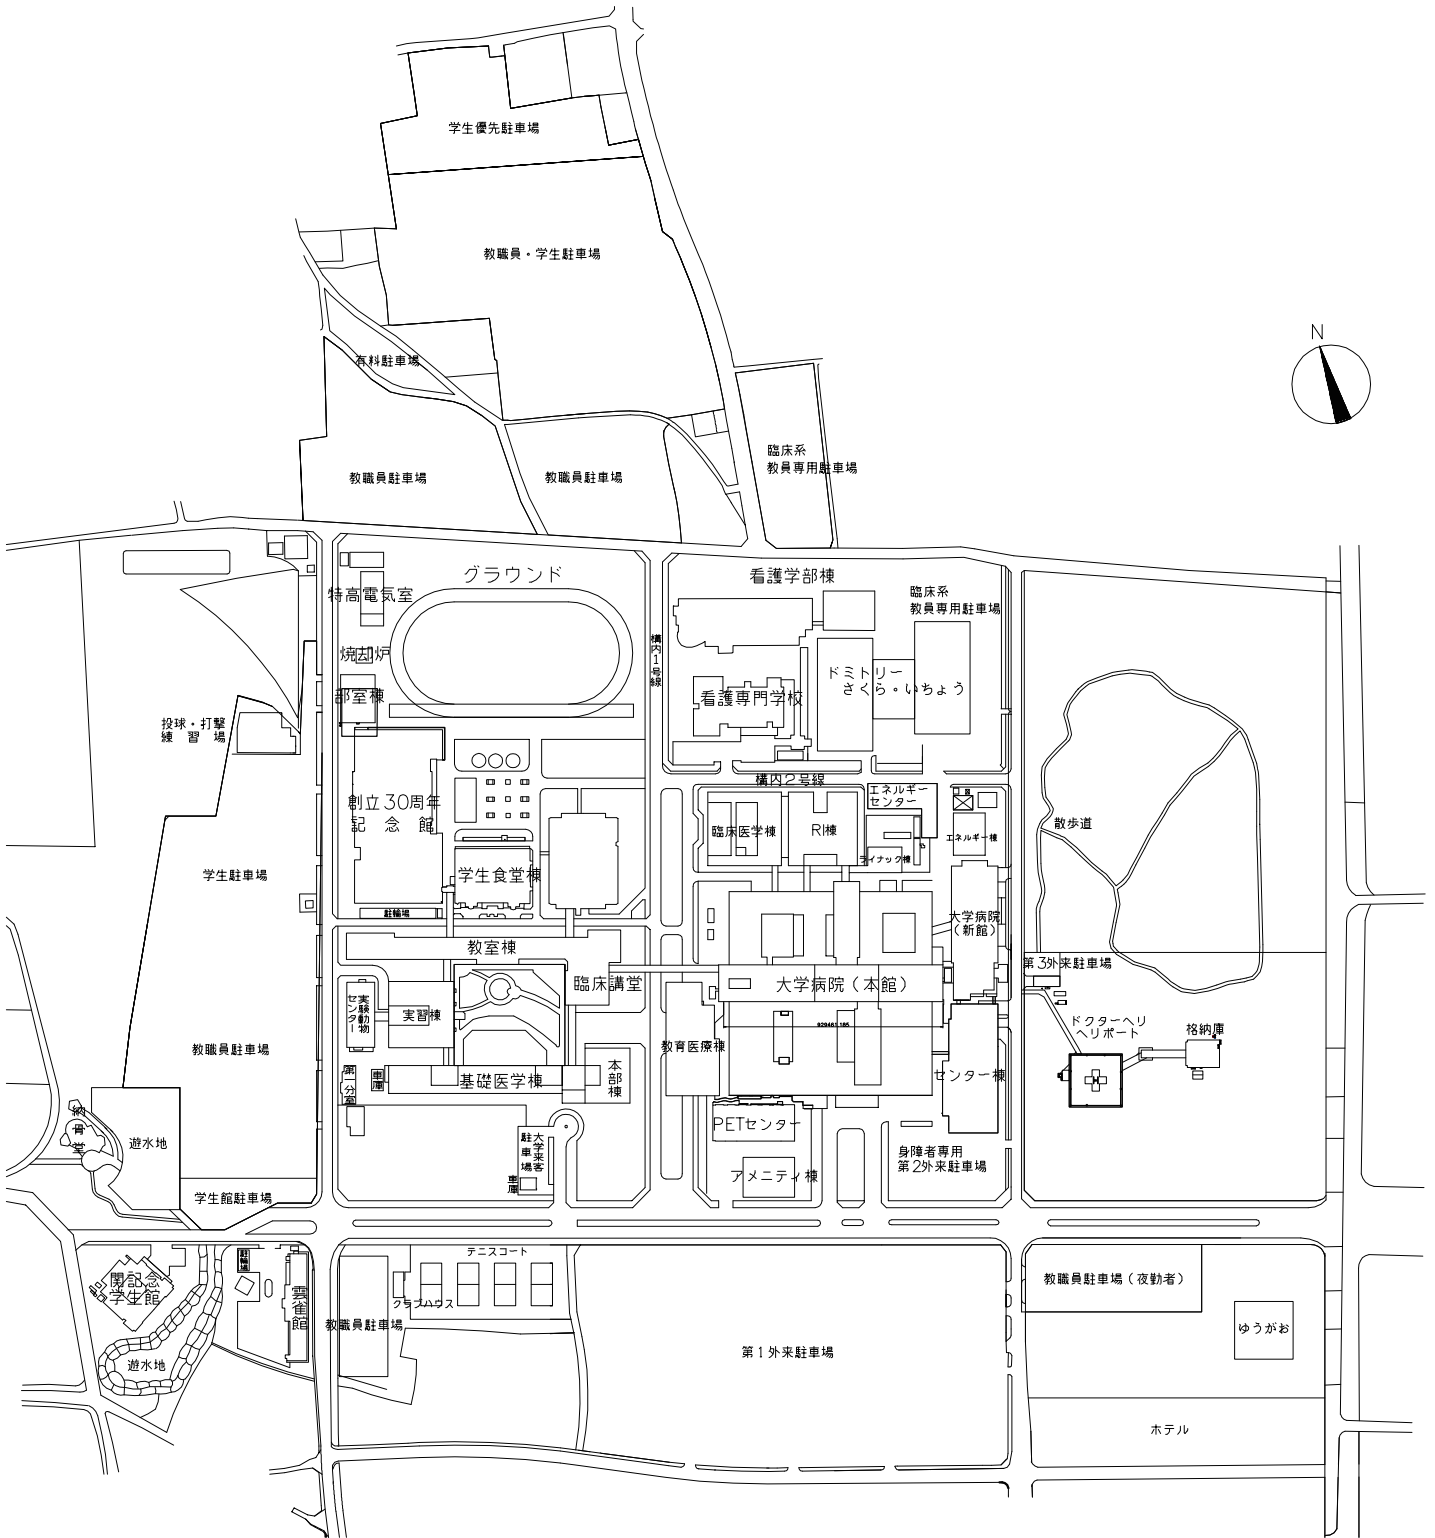 学生優先駐車場
教職員・学生駐車場
N
有料駐車場
臨床系
教員専用駐車場
教職員駐車場
教職員駐車場
グラウンド
看護学部棟
特高電気室
臨床系
教員専用駐車場
構内1号線
焼却炉
ドミトリー
さくら・いちょう
部室棟
看護専門学校
投球・打撃
練習場
構内2号線
エネルギー
センター
創立30周年
記念館
臨床医学棟
RI棟
エネルギー棟
散歩道
ライナック棟
学生駐車場
学生食堂棟
駐輪場
大学病院
(新館)
教室棟
第3外来駐車場
臨床講堂
大学病院(本館)
実験動物
センター
実習棟
929461.185
ドクターヘリ
ヘリポート
格納庫
教職員駐車場
教育医療棟
第一分室
車庫
基礎医学棟
本部棟
センター棟
納骨堂
遊水地
PETセンター
大学来客
駐車場
車庫
身障者専用
第2外来駐車場
アメニティ棟
学生館駐車場
駐輪場
テニスコート
関記念
学生館
教職員駐車場(夜勤者)
雲雀館
クラブハウス
教職員駐車場
ゆうがお
第1外来駐車場
遊水地
ホテル